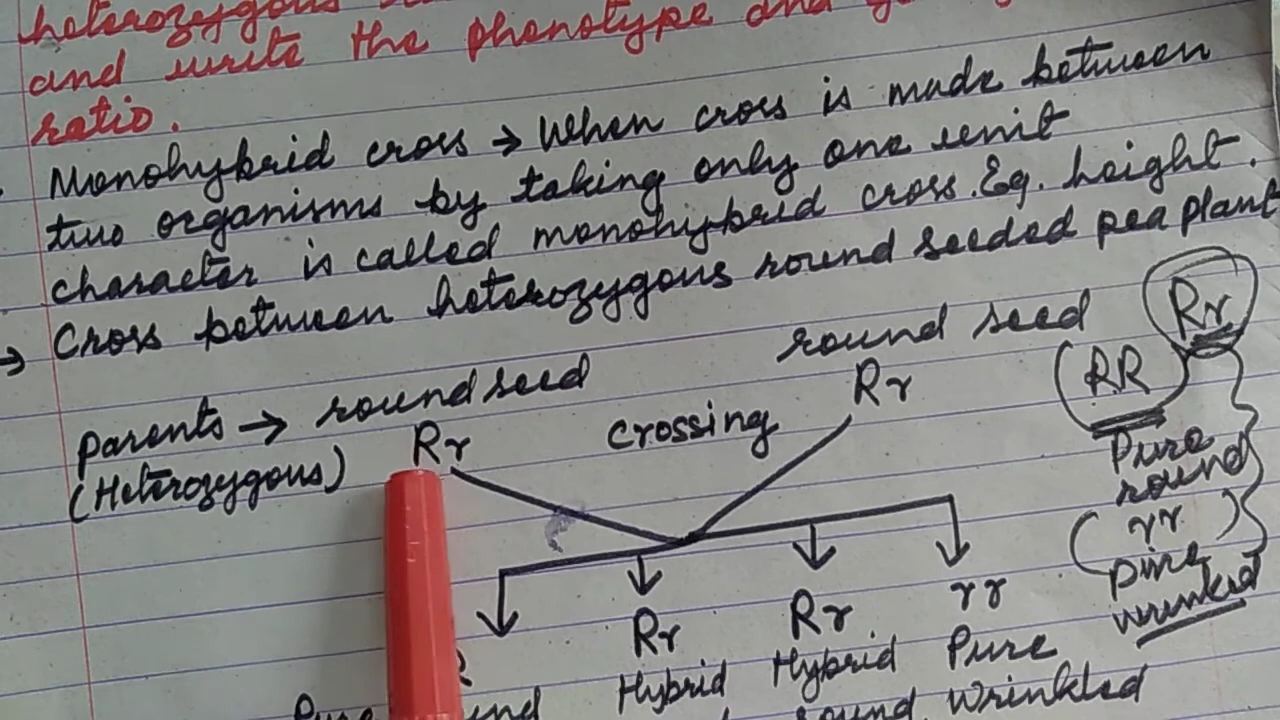 heterozygous
and write the phenotype and
ratio.
Monohybrid cross → When cross is made between
two organisms by taking only one unit
character is called monohybrid cross. Eg. height.
→ Cross between heterozygous round seeded pea plant
round seed
Rr
Parents → round seed
Rr
RR
(Heterozygous)
Rr
crossing
Pure
round
rr
Pure
wrinkled
Rr
Rr
rr
Hybrid
Hybrid
Pure
round
Wrinkled